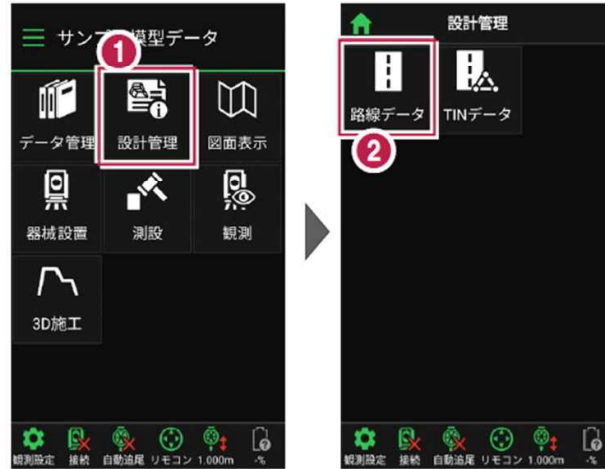 サンプ
模型データ
1
データ管理
設計管理
図面表示
器械設置
測設
観測
3D施工
観測設定
接続
自動追尾
リモコン
1.000m
-%
設計管理
路線データ
TINデータ
2
観測設定
接続
自動追尾
リモコン
1.000m
-%